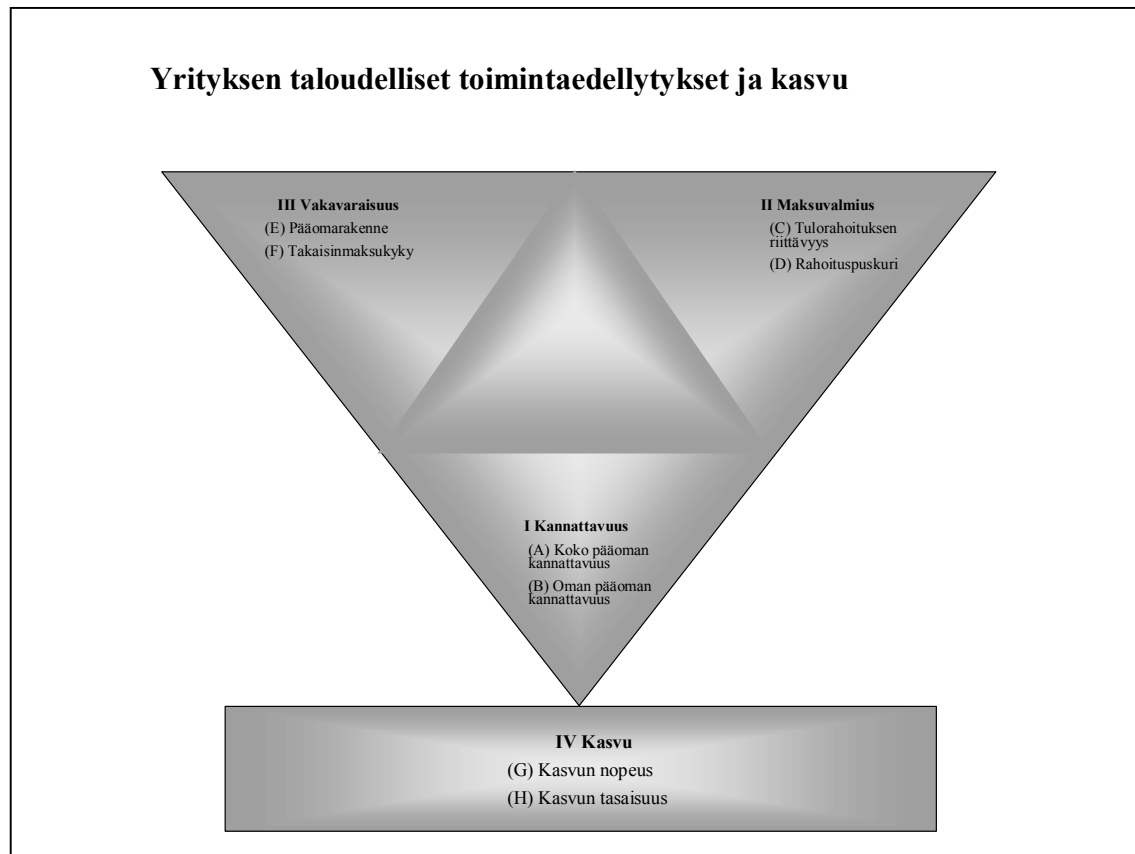 Yrityksen taloudelliset toimintaedellytykset ja kasvu
III Vakavaraisuus
(E) Pääomarakenne
(F) Takaisinmaksukyky
II Maksuvalmius
(C) Tulorahoituksen
riittävyys
(D) Rahoituspuskuri
I Kannattavuus
(A) Koko pääoman
kannattavuus
(B) Oman pääoman
kannattavuus
IV Kasvu
(G) Kasvun nopeus
(H) Kasvun tasaisuus